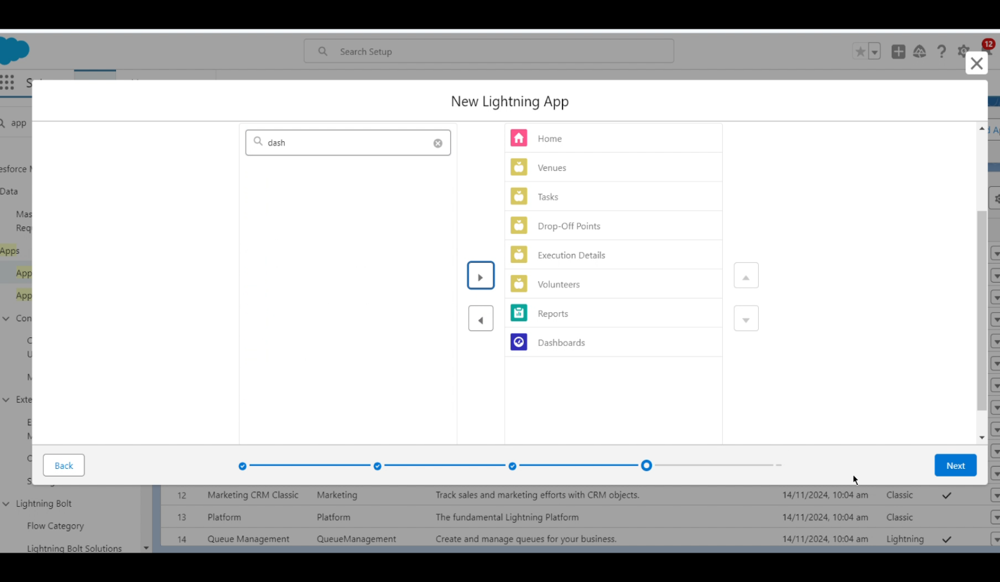 Search Setup
12
S
New Lightning App
app
dash
Home
Venues
Tasks
Drop-Off Points
Execution Details
Volunteers
Reports
Dashboards
esforce M
Data
Mas
Req
Apps
App
App
Con
C
U
M
Exte
E
M
C
S
d A
Back
Next
Lightning Bolt
Flow Category
Lightning Bolt Solutions
12 Marketing CRM Classic Marketing Track sales and marketing efforts with CRM objects. 14/11/2024, 10:04 am Classic
13 Platform Platform The fundamental Lightning Platform 14/11/2024, 10:04 am Classic
14 Queue Management QueueManagement Create and manage queues for your business. 14/11/2024, 10:04 am Lightning